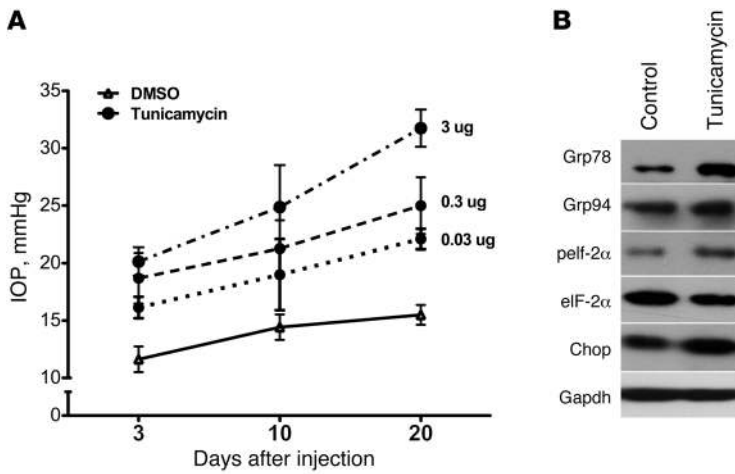 A
DMSO
Tunicamycin
35
30
25
20
15
10
0
IOP, mmHg
3 ug
0.3 ug
0.03 ug
3
10
20
Days after injection
B
Control
Tunicamycin
Grp78
Grp94
pelf-2α
eIF-2α
Chop
Gapdh